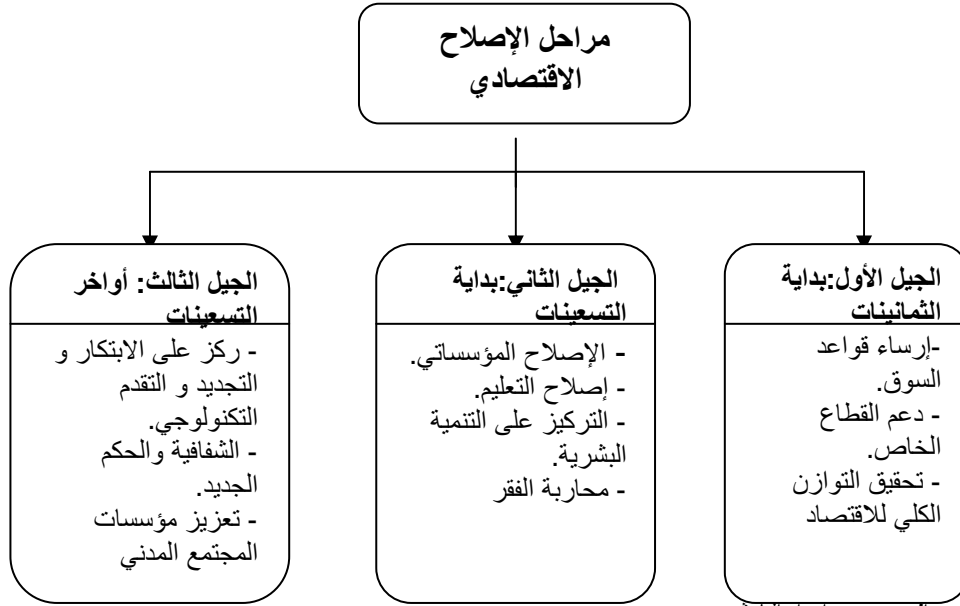 مراحل الإصلاح
الاقتصادي
الجيل الأول:بداية
الثمانينات
-إرساء قواعد
السوق.
- دعم القطاع
الخاص.
- تحقيق التوازن
الكلي للاقتصاد
الجيل الثاني:بداية
التسعينات
- الإصلاح المؤسساتي.
- إصلاح التعليم.
- التركيز على التنمية
البشرية.
- محاربة الفقر
الجيل الثالث: أواخر
التسعينات
- ركز على الابتكار و
التجديد و التقدم
التكنولوجي.
- الشفافية والحكم
الجديد.
- تعزيز مؤسسات
المجتمع المدني